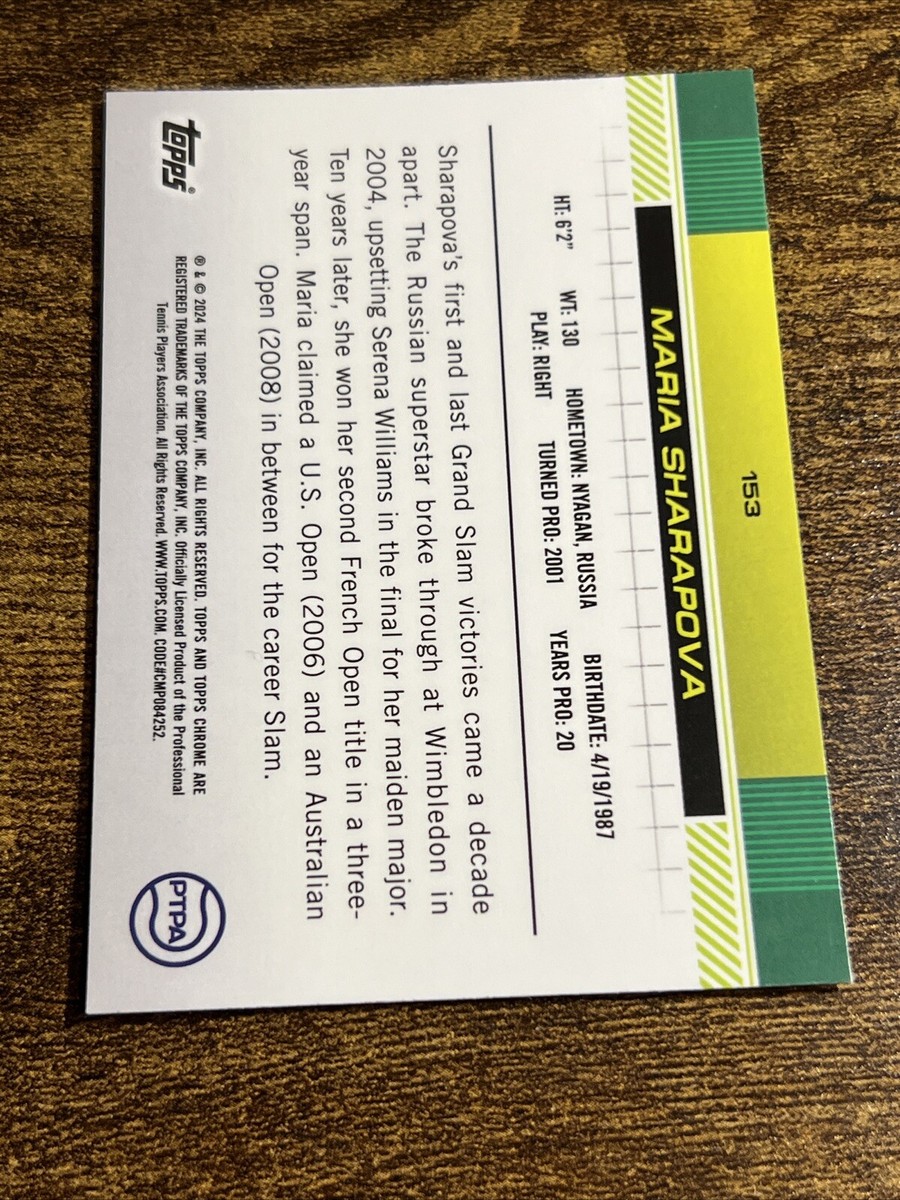 153
MARIA SHARAPOVA
HT: 6'2" WT: 130 HOMETOWN: NYAGAN, RUSSIA BIRTHDATE: 4/19/1987
PLAY: RIGHT TURNED PRO: 2001 YEARS PRO: 20
Sharapova's first and last Grand Slam victories came a decade
apart. The Russian superstar broke through at Wimbledon in
2004, upsetting Serena Williams in the final for her maiden major.
Ten years later, she won her second French Open title in a three-
year span. Maria claimed a U.S. Open (2006) and an Australian
Open (2008) in between for the career Slam.
topps®
® & © 2024 THE TOPPS COMPANY, INC. ALL RIGHTS RESERVED. TOPPS AND TOPPS CHROME ARE
REGISTERED TRADEMARKS OF THE TOPPS COMPANY, INC. Officially Licensed Product of the Professional
Tennis Players Association. All Rights Reserved. WWW.TOPPS.COM. CODE#CMP084252.
PTPA